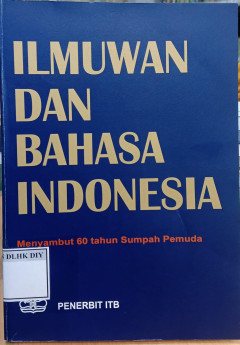 ILMUWAN
DAN
BAHASA
INDONESIA
Menyambut 60 tahun Sumpah Pemuda
DLHK DIY
PENERBIT ITB